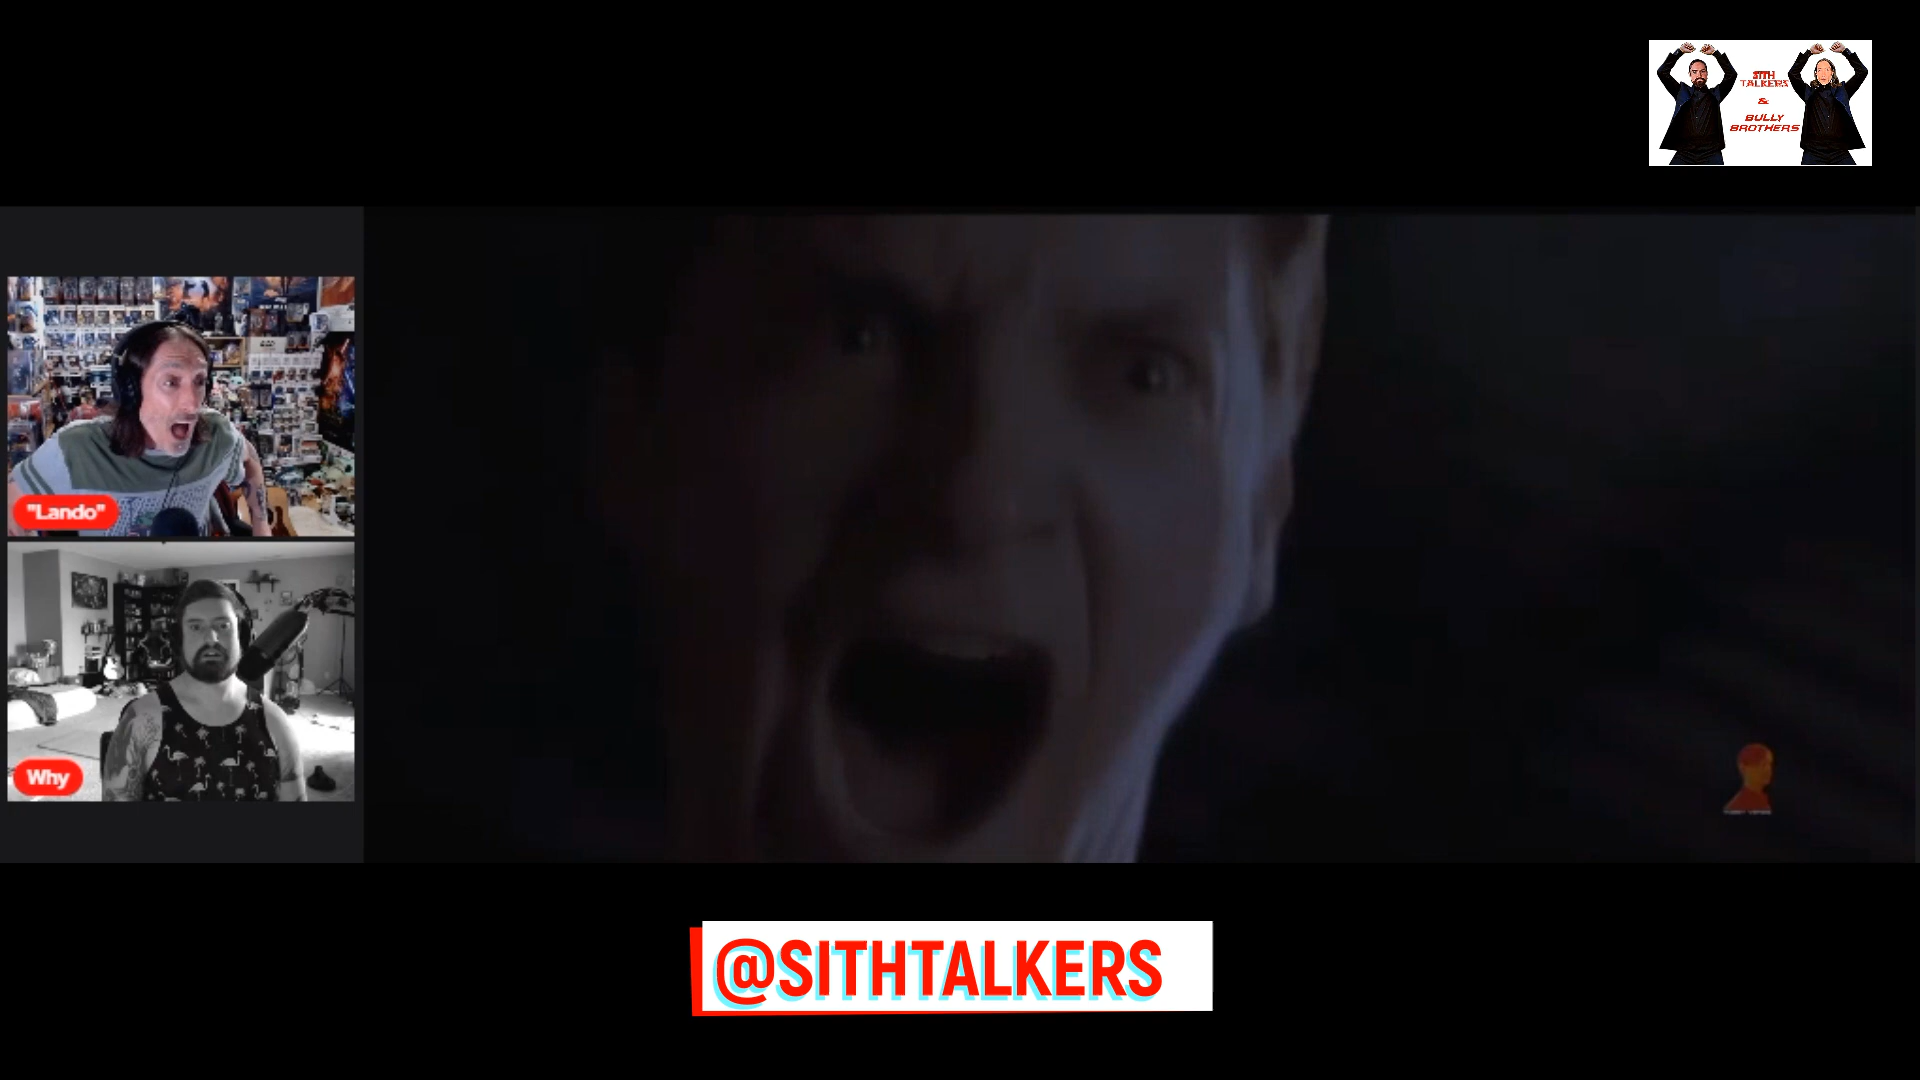 SITH
TALKERS
&
BULLY
BROTHERS
"Lando"
Why
@SITHTALKERS